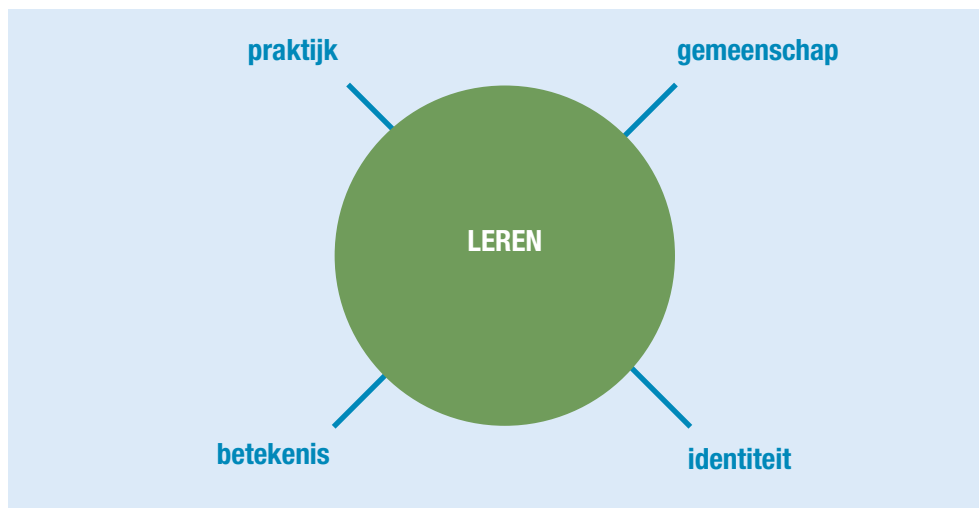 praktijk
gemeenschap
LEREN
betekenis
identiteit